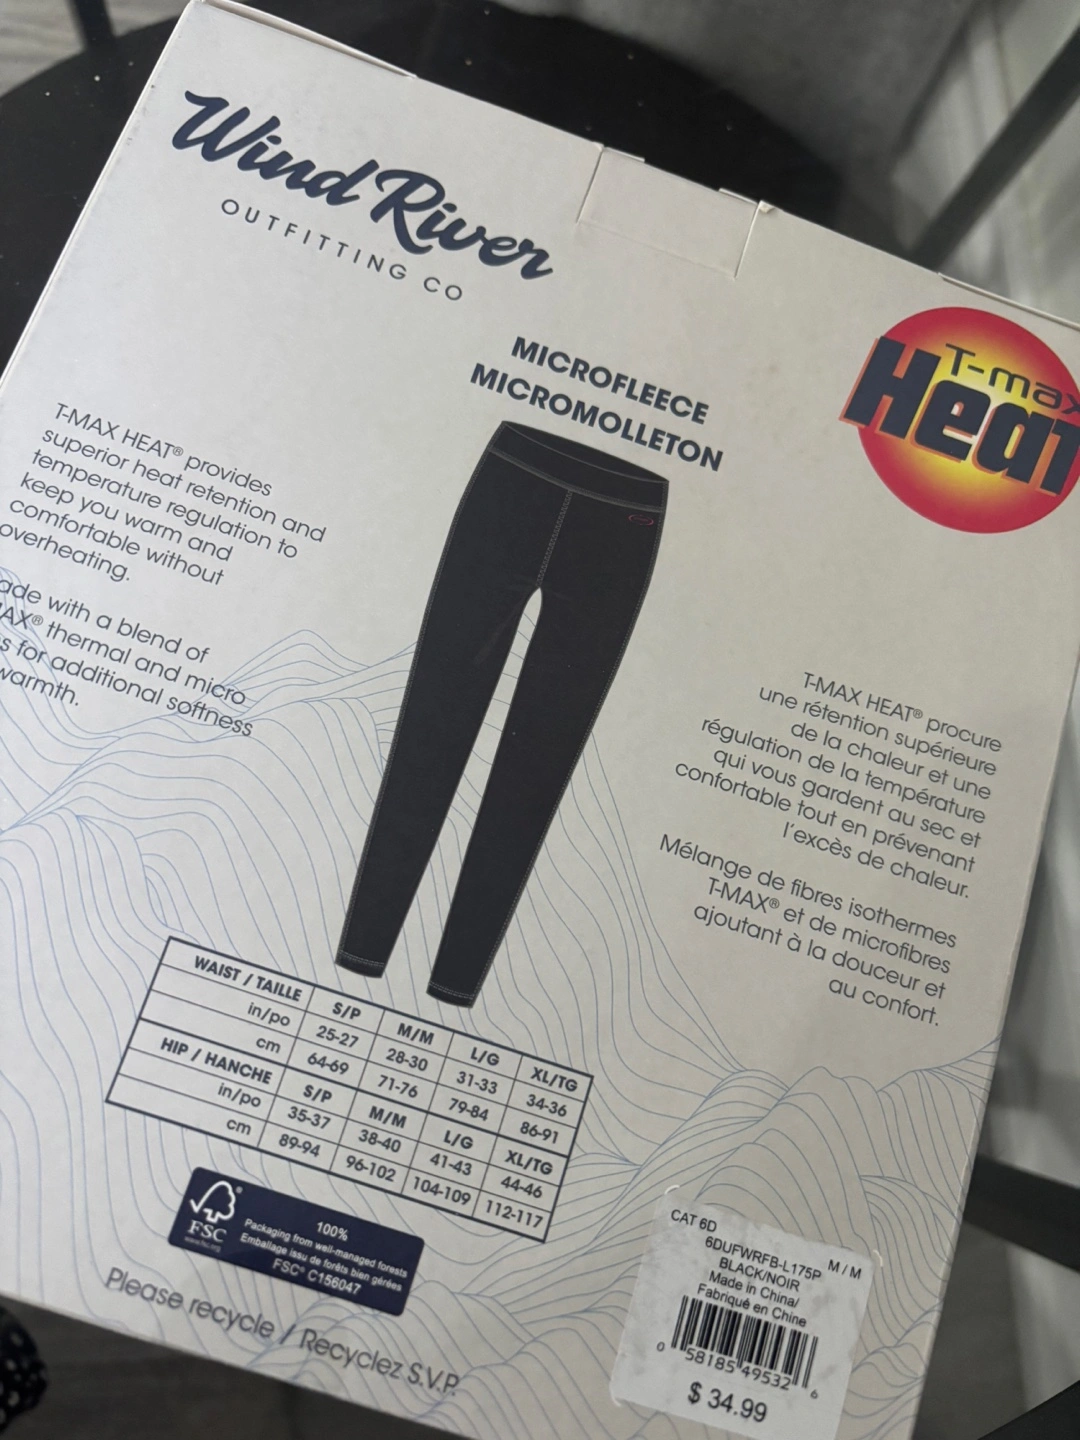 Wind River
OUTFITTING CO
T-max
Heat
MICROFLEECE
MICROMOLLETON
T-MAX HEAT® provides
superior heat retention and
temperature regulation to
keep you warm and
comfortable without
overheating.
with a blend of
thermal and micro
for additional softness
warmth.
T-MAX HEAT® procure
une rétention supérieure
de la chaleur et une
régulation de la température
qui vous gardent au sec et
confortable tout en prévenant
l'excès de chaleur.
Mélange de fibres isothermes
T-MAX® et de microfibres
ajoutant à la douceur et
au confort.
WAIST / TAILLE S/P M/M L/G XL/TG
in/po 25-27 28-30 31-33 34-36
cm 64-69 71-76 79-84 86-91
HIP / HANCHE S/P M/M L/G XL/TG
in/po 35-37 38-40 41-43 44-46
cm 89-94 96-102 104-109 112-117
FSC
www.fsc.org
100%
Packaging from well-managed forests
Emballage issu de forêts bien gérées
FSC® C156047
Please recycle / Recyclez S.V.P.
CAT 6D
6DUFWRFB-L175P M / M
BLACK/NOIR
Made in China/
Fabriqué en Chine
0 58185 49532 6
$ 34.99